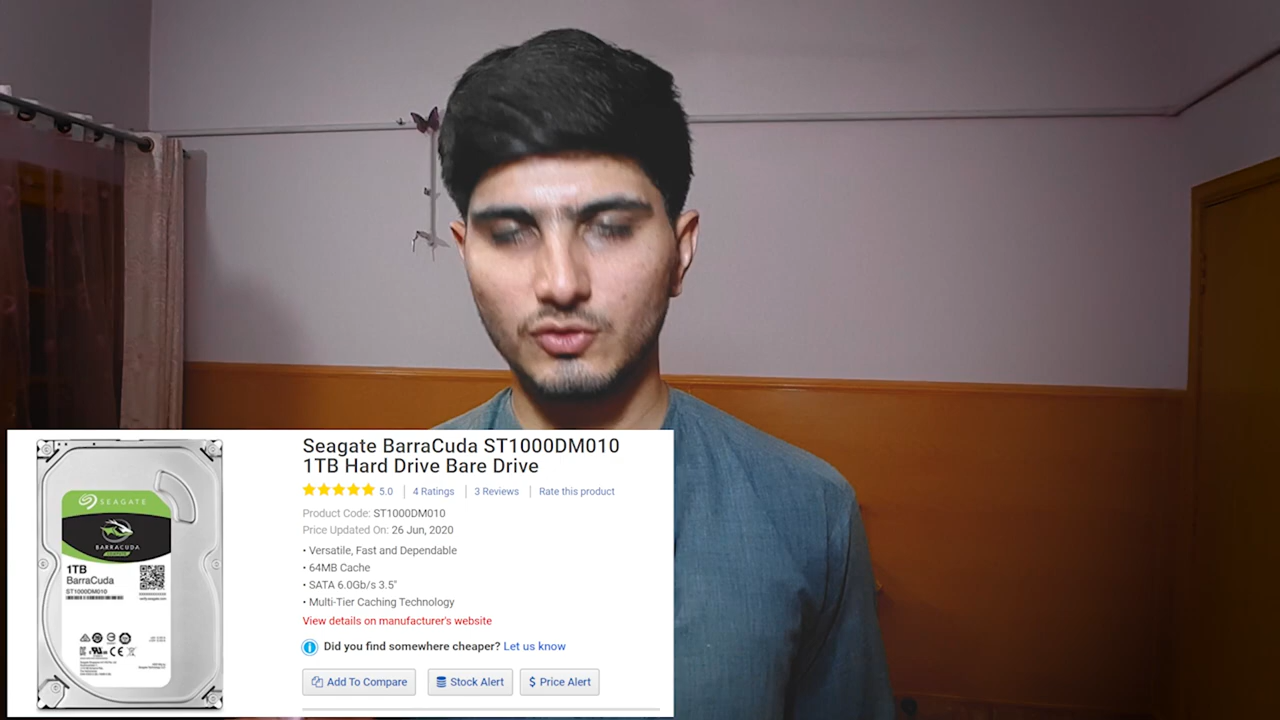 Seagate BarraCuda ST1000DM010
1TB Hard Drive Bare Drive
5.0 | 4 Ratings | 3 Reviews | Rate this product
Product Code: ST1000DM010
Price Updated On: 26 Jun, 2020
• Versatile, Fast and Dependable
• 64MB Cache
• SATA 6.0Gb/s 3.5"
• Multi-Tier Caching Technology
View details on manufacturer's website
Did you find somewhere cheaper? Let us know
Add To Compare
Stock Alert
$ Price Alert
SEAGATE
BARRACUDA
1TB
BarraCuda
ST1000DM010